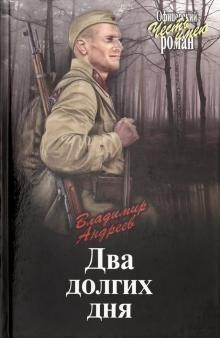 Офицерский
Честь имею
роман
Владимир
Андреев
Два
долгих
дня